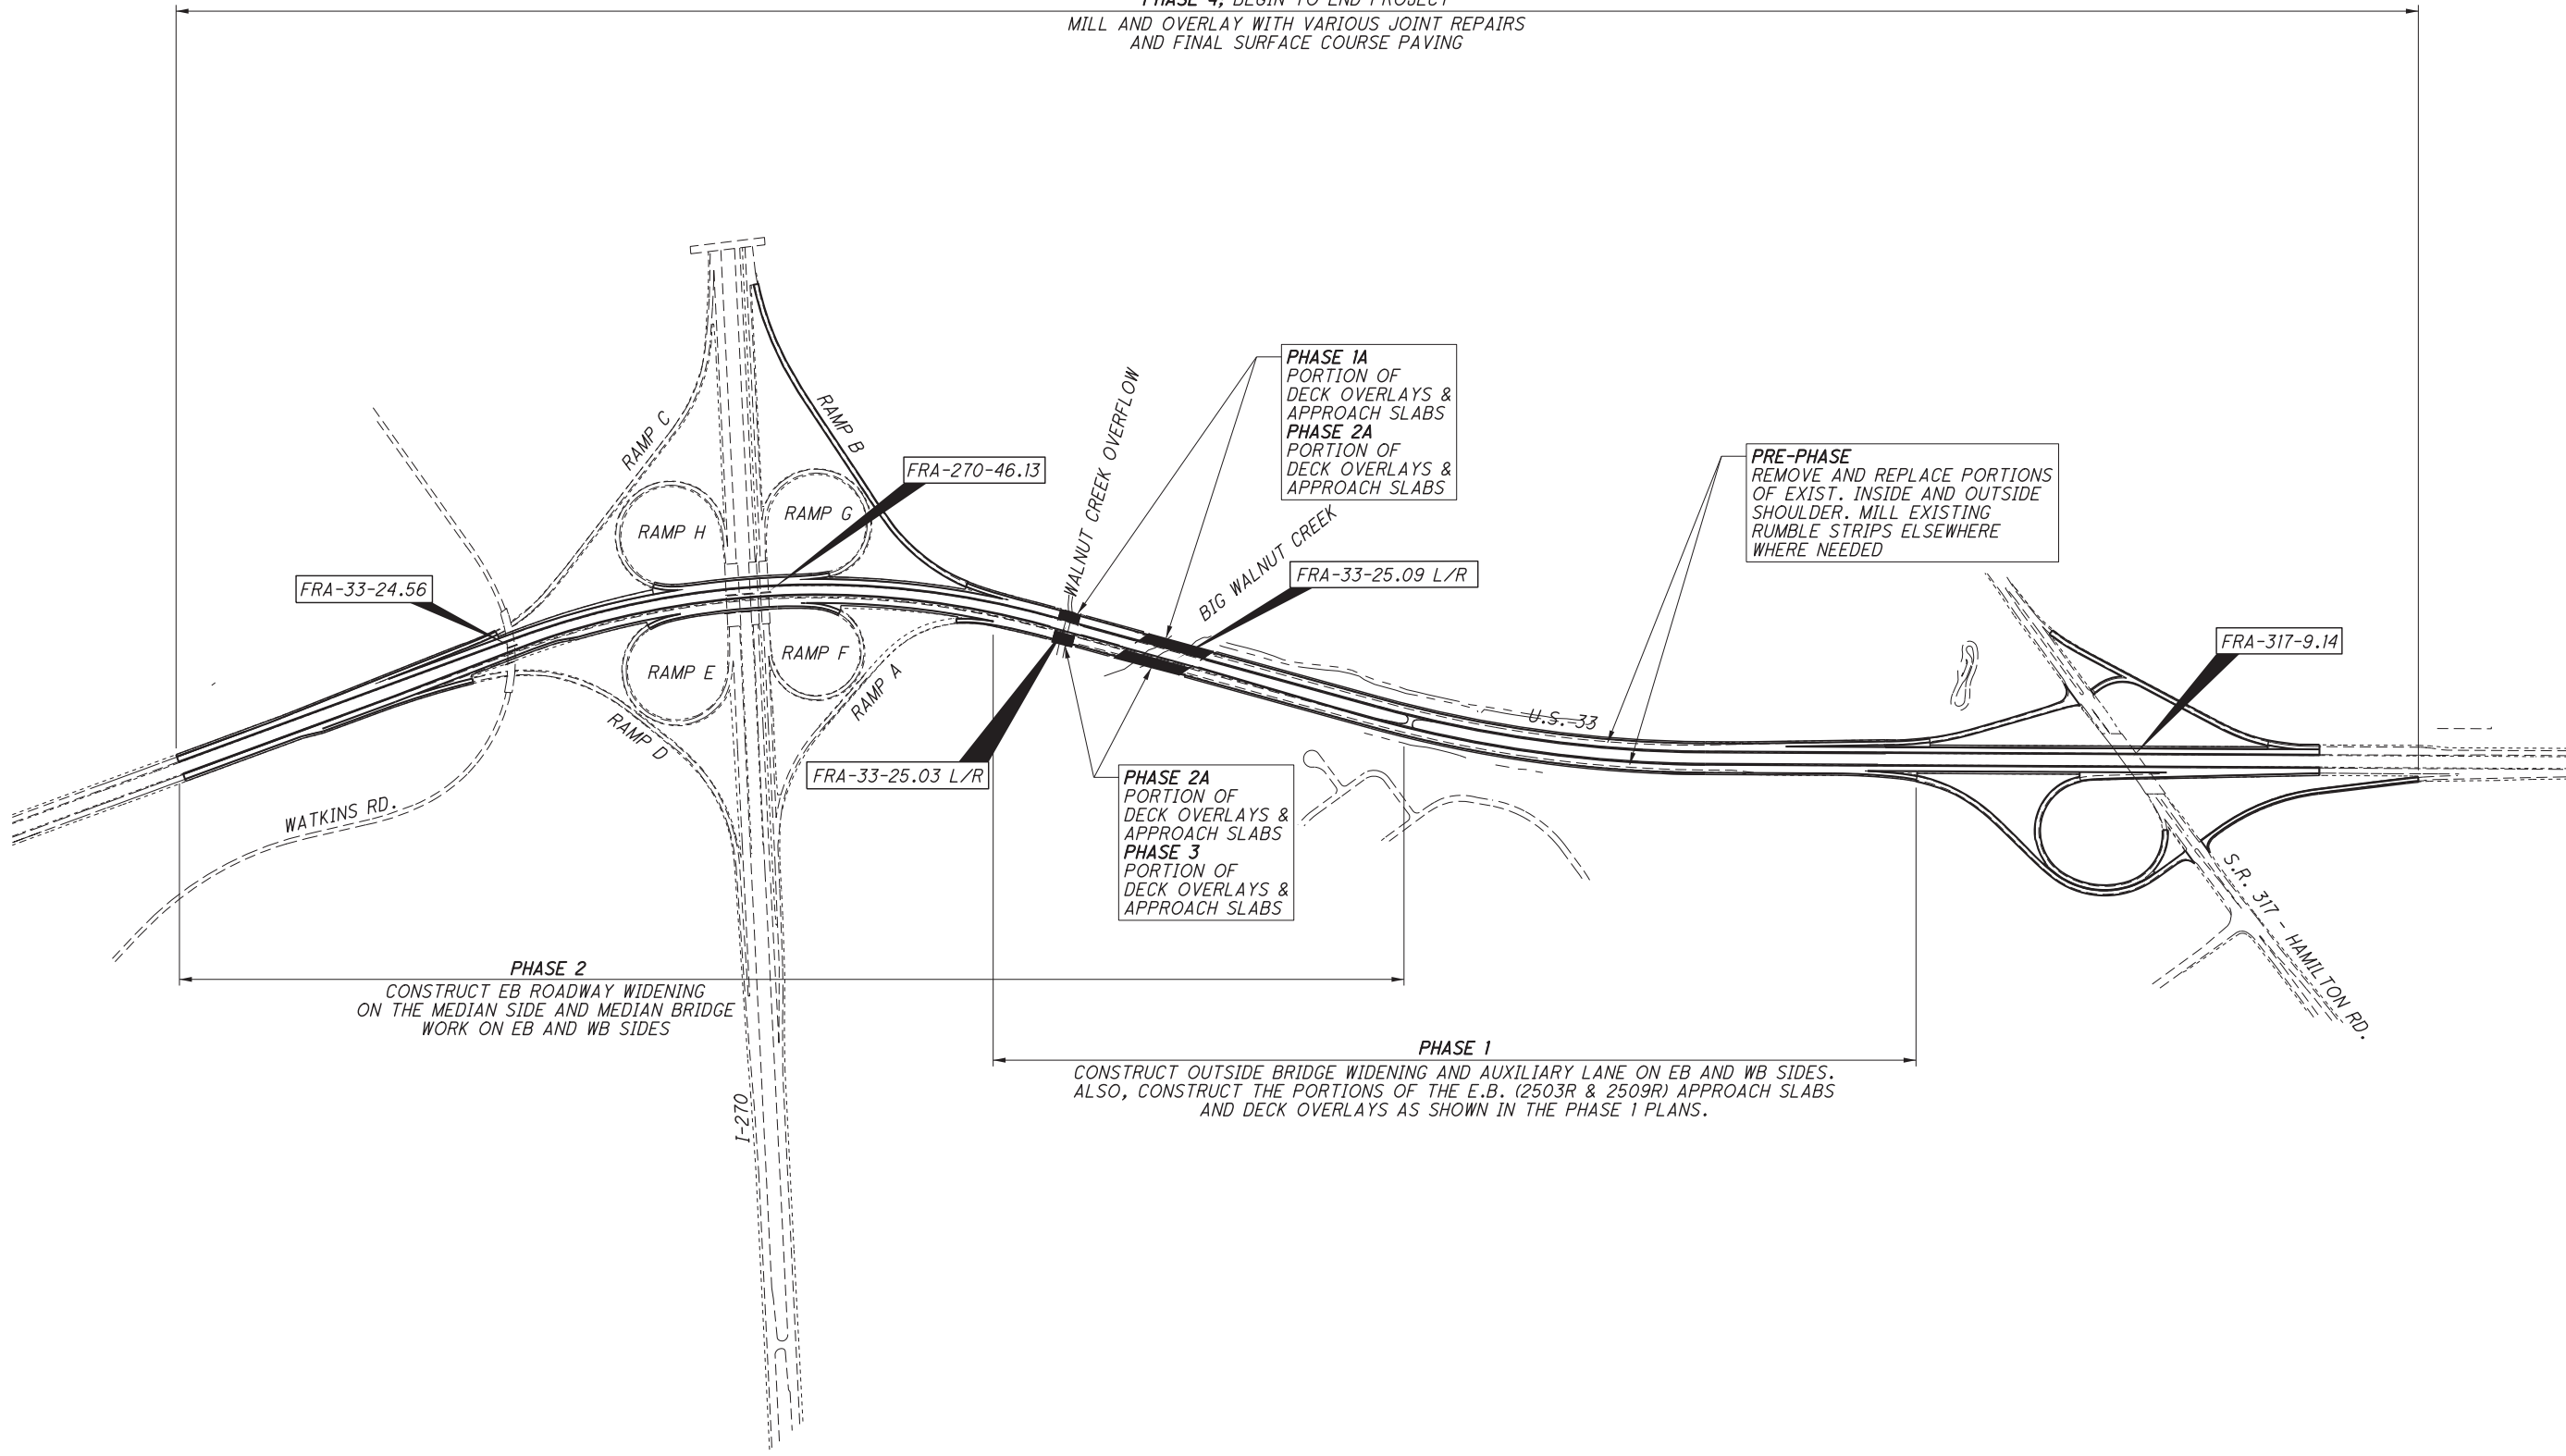 PHASE 4, BEGIN TO END PROJECT
MILL AND OVERLAY WITH VARIOUS JOINT REPAIRS
AND FINAL SURFACE COURSE PAVING
PHASE 1A
PORTION OF
DECK OVERLAYS &
APPROACH SLABS
PHASE 2A
PORTION OF
DECK OVERLAYS &
APPROACH SLABS
PRE-PHASE
REMOVE AND REPLACE PORTIONS
OF EXIST. INSIDE AND OUTSIDE
SHOULDER. MILL EXISTING
RUMBLE STRIPS ELSEWHERE
WHERE NEEDED
RAMP C
RAMP B
WALNUT CREEK OVERFLOW
FRA-270-46.13
RAMP H
RAMP G
BIG WALNUT CREEK
FRA-33-24.56
FRA-33-25.09 L/R
FRA-317-9.14
RAMP E
RAMP F
RAMP A
RAMP D
U.S. 33
FRA-33-25.03 L/R
WATKINS RD.
PHASE 2A
PORTION OF
DECK OVERLAYS &
APPROACH SLABS
PHASE 3
PORTION OF
DECK OVERLAYS &
APPROACH SLABS
S.R. 317 - HAMILTON RD.
PHASE 2
CONSTRUCT EB ROADWAY WIDENING
ON THE MEDIAN SIDE AND MEDIAN BRIDGE
WORK ON EB AND WB SIDES
PHASE 1
CONSTRUCT OUTSIDE BRIDGE WIDENING AND AUXILIARY LANE ON EB AND WB SIDES.
ALSO, CONSTRUCT THE PORTIONS OF THE E.B. (2503R & 2509R) APPROACH SLABS
AND DECK OVERLAYS AS SHOWN IN THE PHASE 1 PLANS.
I-270